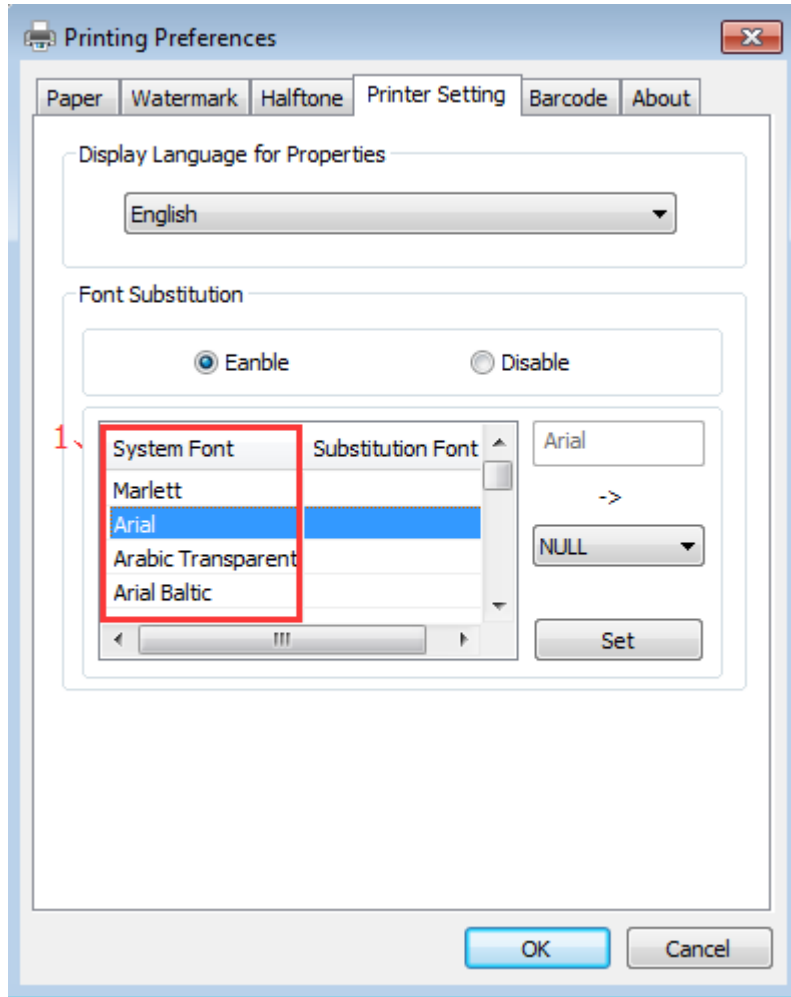 Printing Preferences
Paper Watermark Halftone Printer Setting Barcode About
Display Language for Properties
English
Font Substitution
Eanble Disable
1、
System Font Substitution Font
Arial
Marlett
->
Arial
Arabic Transparent
NULL
Arial Baltic
Set
OK Cancel